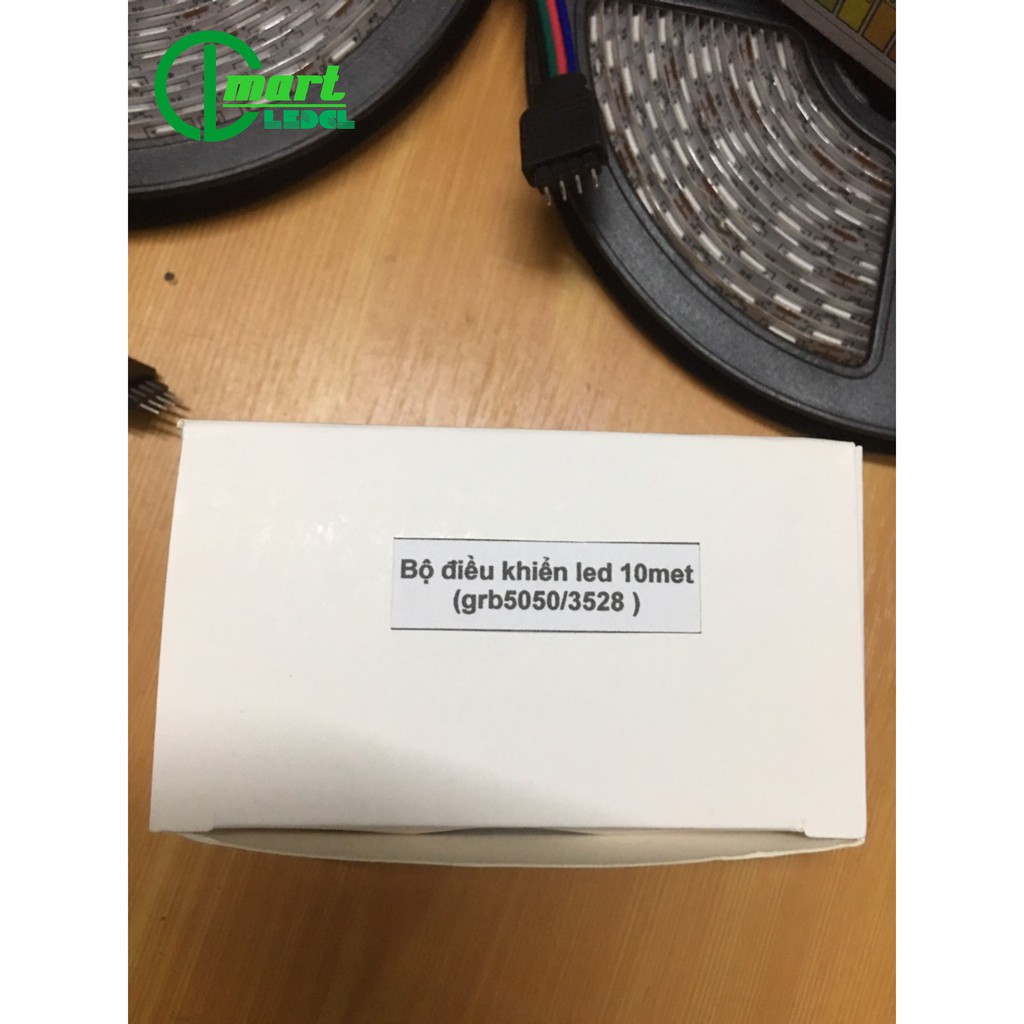 mart
LEDCL
Bộ điều khiển led 10met
(grb5050/3528 )